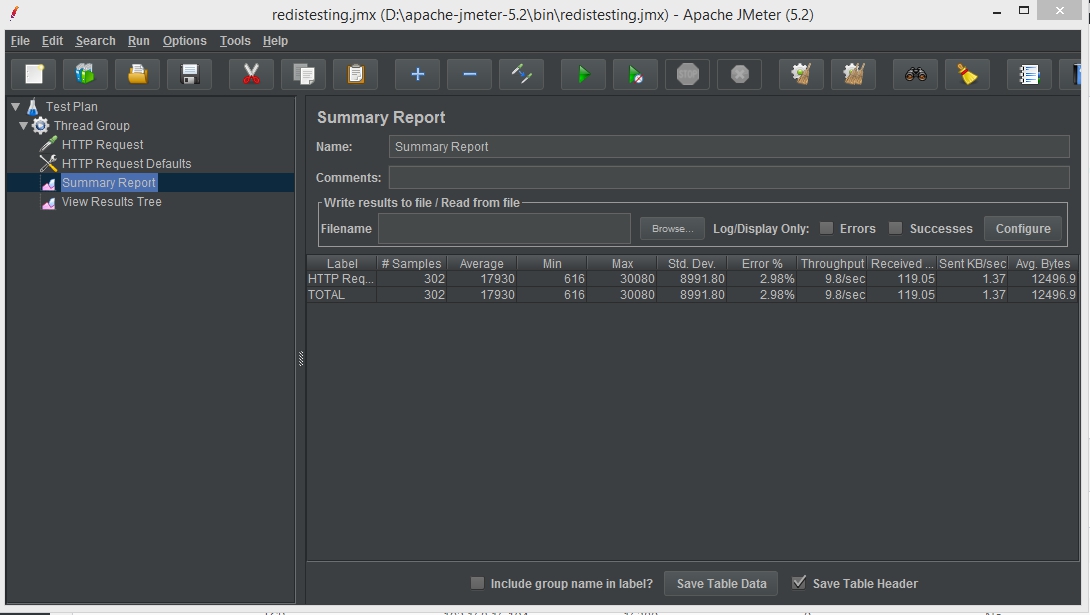 redistesting.jmx (D:\apache-jmeter-5.2\bin\redistesting.jmx) - Apache JMeter (5.2)
File Edit Search Run Options Tools Help
STOP
Test Plan
Thread Group
HTTP Request
HTTP Request Defaults
Summary Report
View Results Tree
Summary Report
Name: Summary Report
Comments:
Write results to file / Read from file
Filename Browse... Log/Display Only: Errors Successes Configure
Label # Samples Average Min Max Std. Dev. Error % Throughput Received ... Sent KB/sec Avg. Bytes
HTTP Req... 302 17930 616 30080 8991.80 2.98% 9.8/sec 119.05 1.37 12496.9
TOTAL 302 17930 616 30080 8991.80 2.98% 9.8/sec 119.05 1.37 12496.9
Include group name in label? Save Table Data Save Table Header